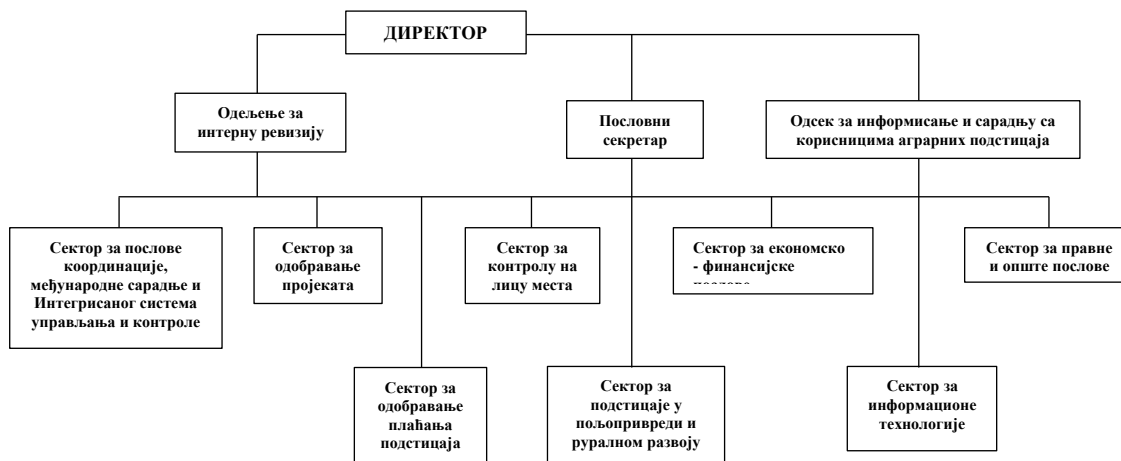 ДИРЕКТОР
Одељење за
интерну ревизију
Пословни
секретар
Одсек за информисање и сарадњу са
корисницима аграрних подстицаја
Сектор за послове
координације,
међународне сарадње и
Интегрисаног система
управљања и контроле
Сектор за
одобравање
пројеката
Сектор за
контролу на
лицу места
Сектор за економско
- финансијске
Сектор за правне
и опште послове
Сектор за
одобравање
плаћања
подстицаја
Сектор за
подстицаје у
пољопривреди и
руралном развоју
Сектор за
информационе
технологије